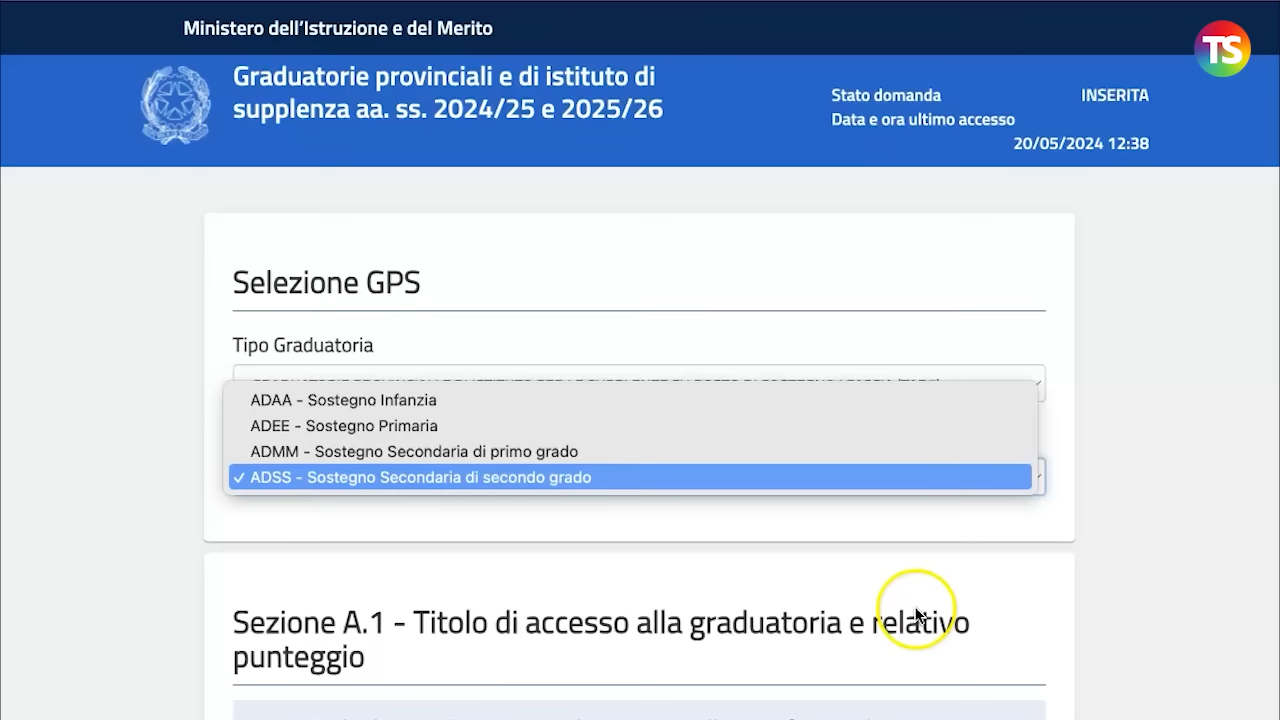 Ministero dell'Istruzione e del Merito
TS
Graduatorie provinciali e di istituto di
supplenza aa. ss. 2024/25 e 2025/26
Stato domanda INSERITA
Data e ora ultimo accesso
20/05/2024 12:38
Selezione GPS
Tipo Graduatoria
ADAA - Sostegno Infanzia
ADEE - Sostegno Primaria
ADMM - Sostegno Secondaria di primo grado
✓ ADSS - Sostegno Secondaria di secondo grado
Sezione A.1 - Titolo di accesso alla graduatoria e relativo
punteggio